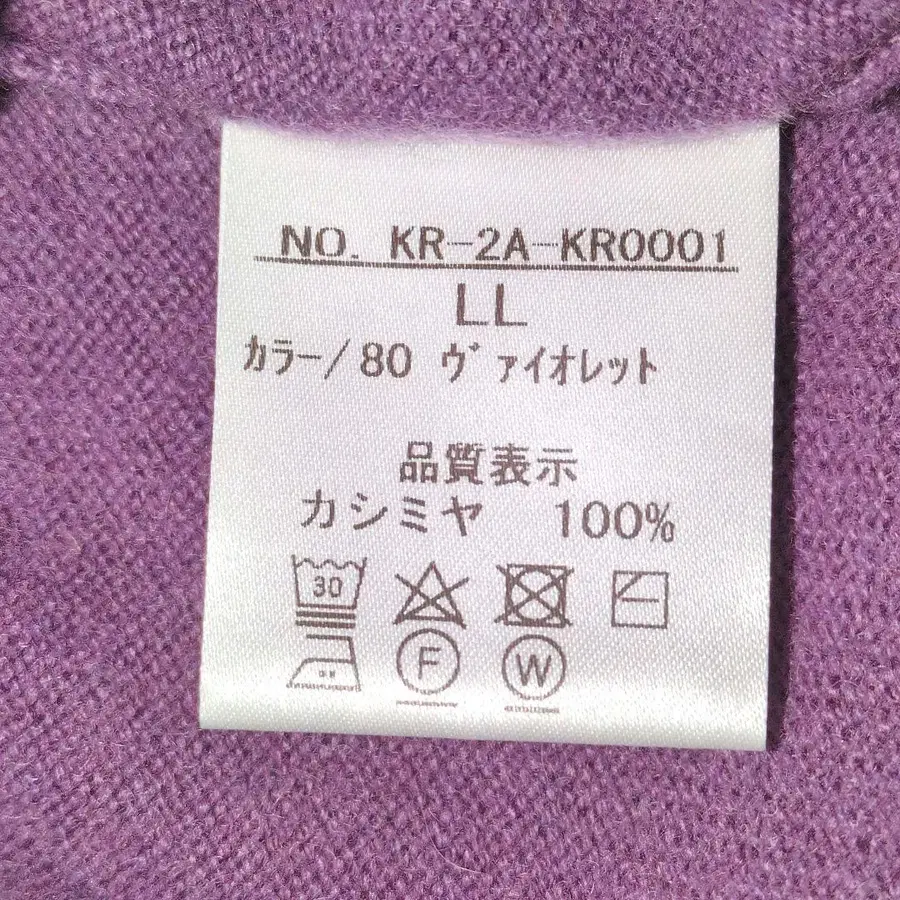 NO. KR-2A-KR0001
LL
カラー/80 ヴァイオレット
品質表示
カシミヤ 100%
30
F
W